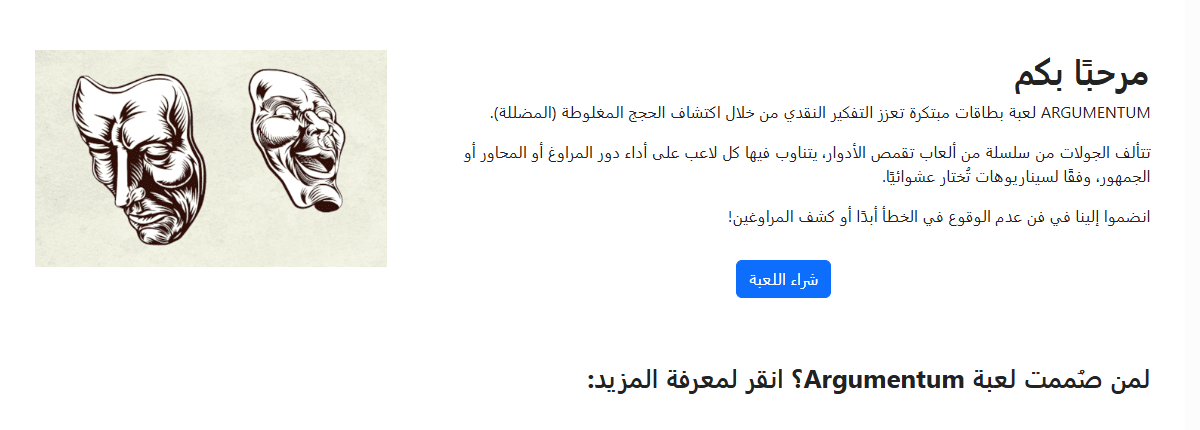 مرحبًا بكم
ARGUMENTUM لعبة بطاقات مبتكرة تعزز التفكير النقدي من خلال اكتشاف الحجج المغلوطة (المضللة).
تتألف الجولات من سلسلة من ألعاب تقمص الأدوار، يتناوب فيها كل لاعب على أداء دور المراوغ أو المحاور أو
الجمهور، وفقًا لسيناريوهات تُختار عشوائيًا.
انضموا إلينا في فن عدم الوقوع في الخطأ أبدًا أو كشف المراوغين!
شراء اللعبة
لمن صُممت لعبة Argumentum؟ انقر لمعرفة المزيد: